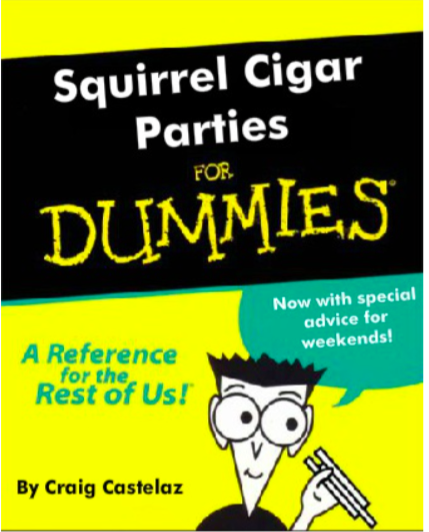 Squirrel Cigar
Parties
FOR
DUMMIES®
Now with special
advice for
weekends!
A Reference
for the
Rest of Us!™
By Craig Castelaz